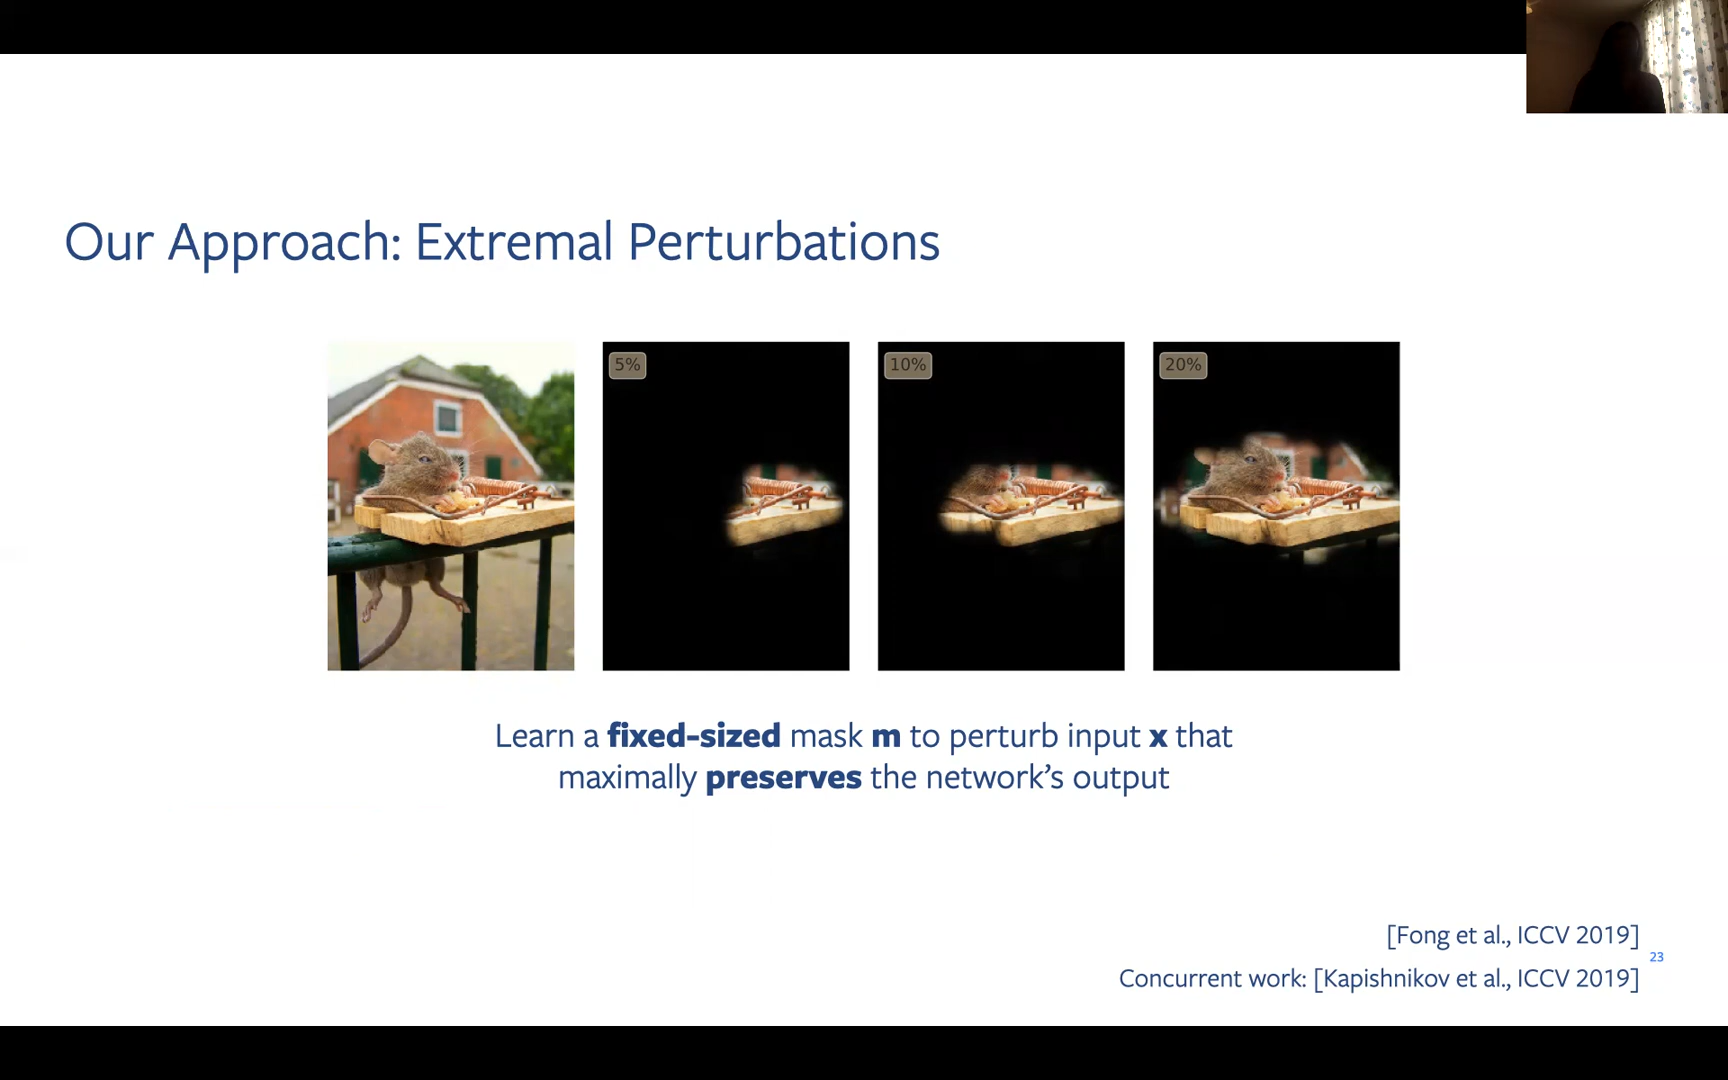 Our Approach: Extremal Perturbations
5%
10%
20%
Learn a fixed-sized mask m to perturb input x that
maximally preserves the network's output
[Fong et al., ICCV 2019]
23
Concurrent work: [Kapishnikov et al., ICCV 2019]